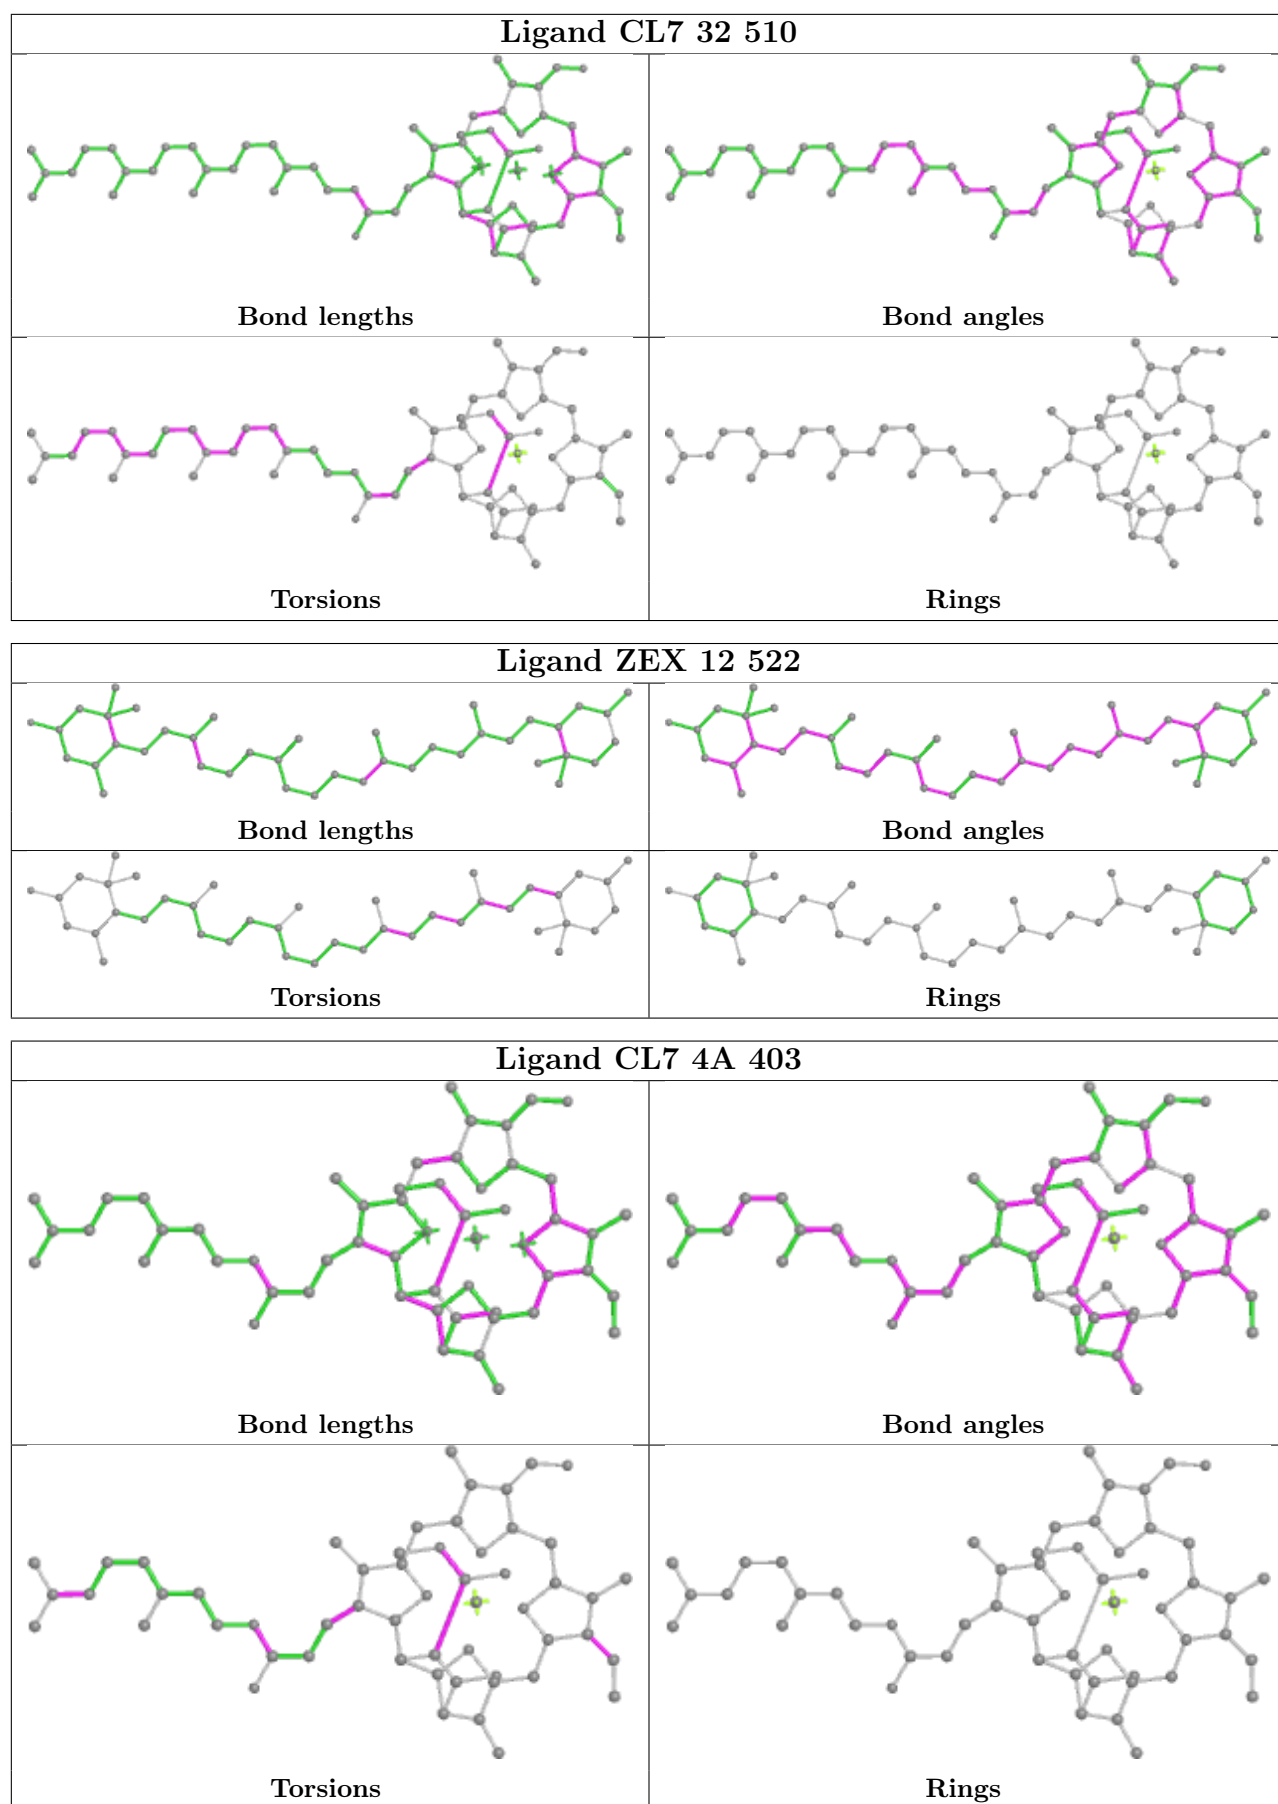 Ligand CL7 32 510
Bond lengths
Bond angles
Torsions
Rings
Ligand ZEX 12 522
Bond lengths
Bond angles
Torsions
Rings
Ligand CL7 4A 403
Bond lengths
Bond angles
Torsions
Rings